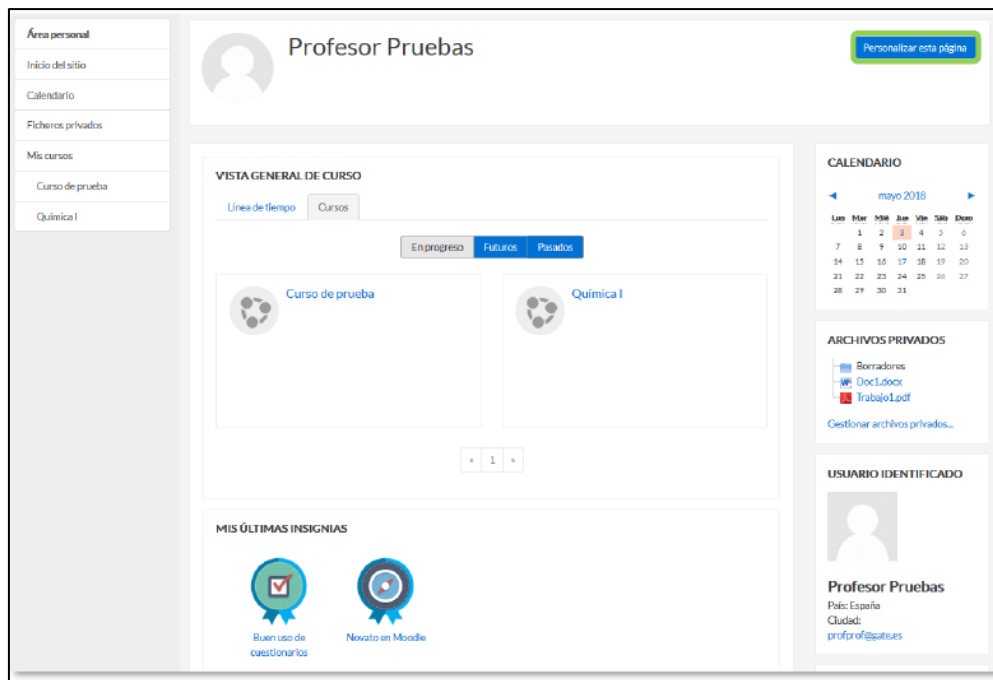 Área personal
Inicio del sitio
Calendario
Ficheros privados
Mis cursos
Curso de prueba
Química I
Profesor Pruebas
Personalizar esta página
VISTA GENERAL DE CURSO
Línea de tiempo
Cursos
En progreso
Futuros
Pasados
Curso de prueba
Química I
« 1 »
MIS ÚLTIMAS INSIGNIAS
Buen uso de
cuestionarios
Novato en Moodle
CALENDARIO
◄ mayo 2018 ►
Lun Mar Mié Jue Vie Sáb Dom
1 2 3 4 5 6
7 8 9 10 11 12 13
14 15 16 17 18 19 20
21 22 23 24 25 26 27
28 29 30 31
ARCHIVOS PRIVADOS
Borradores
Doc1.docx
Trabajo1.pdf
Gestionar archivos privados...
USUARIO IDENTIFICADO
Profesor Pruebas
País: España
Ciudad:
profprof@gate.es